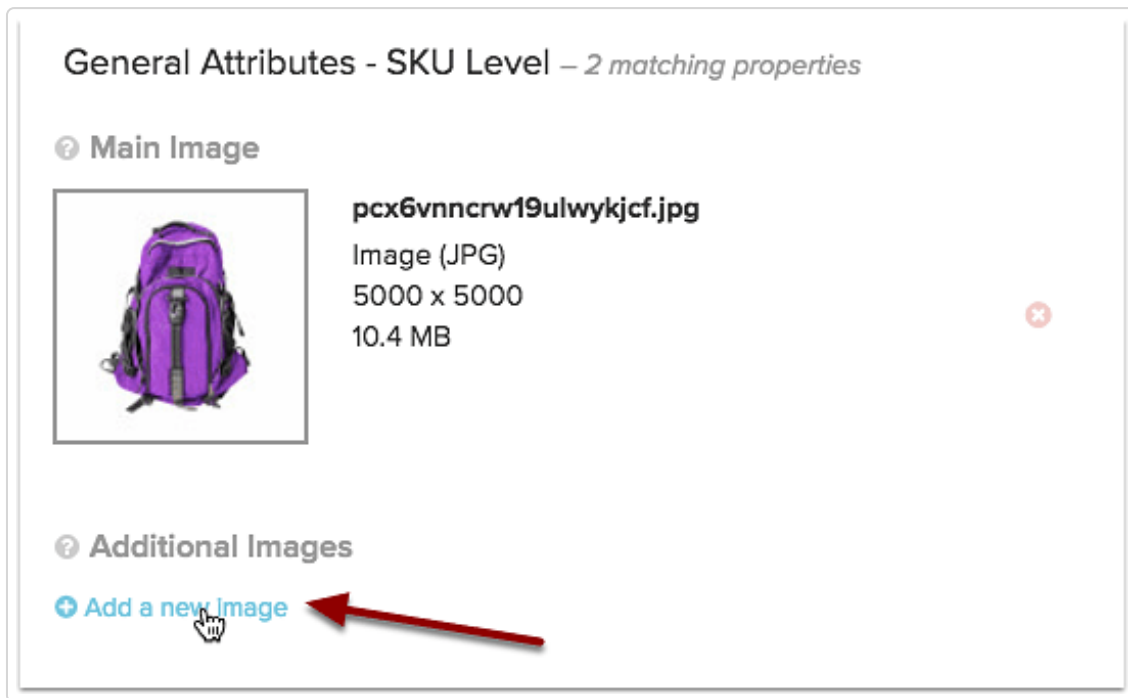 General Attributes - SKU Level – 2 matching properties
Main Image
pcx6vnncrw19ulwykjcf.jpg
Image (JPG)
5000 x 5000
10.4 MB
Additional Images
Add a new image